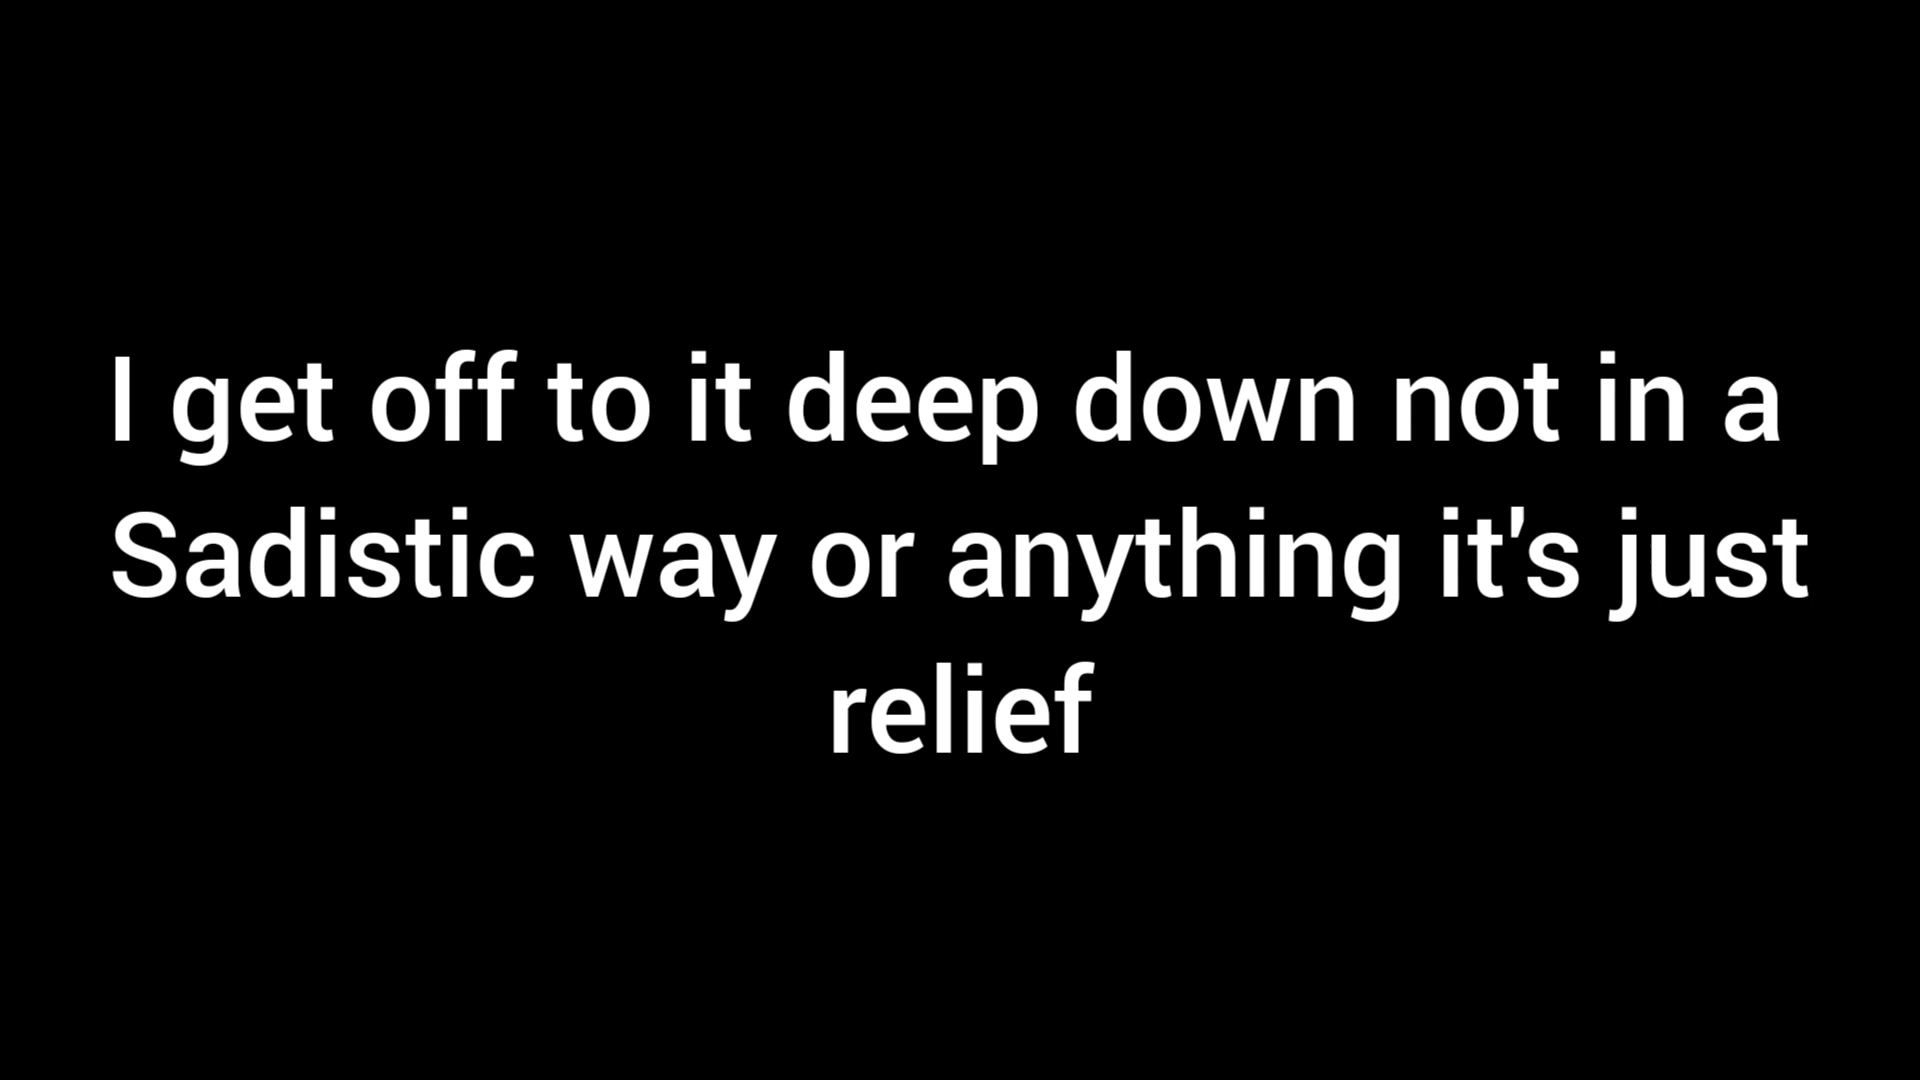 I get off to it deep down not in a
Sadistic way or anything it's just
relief